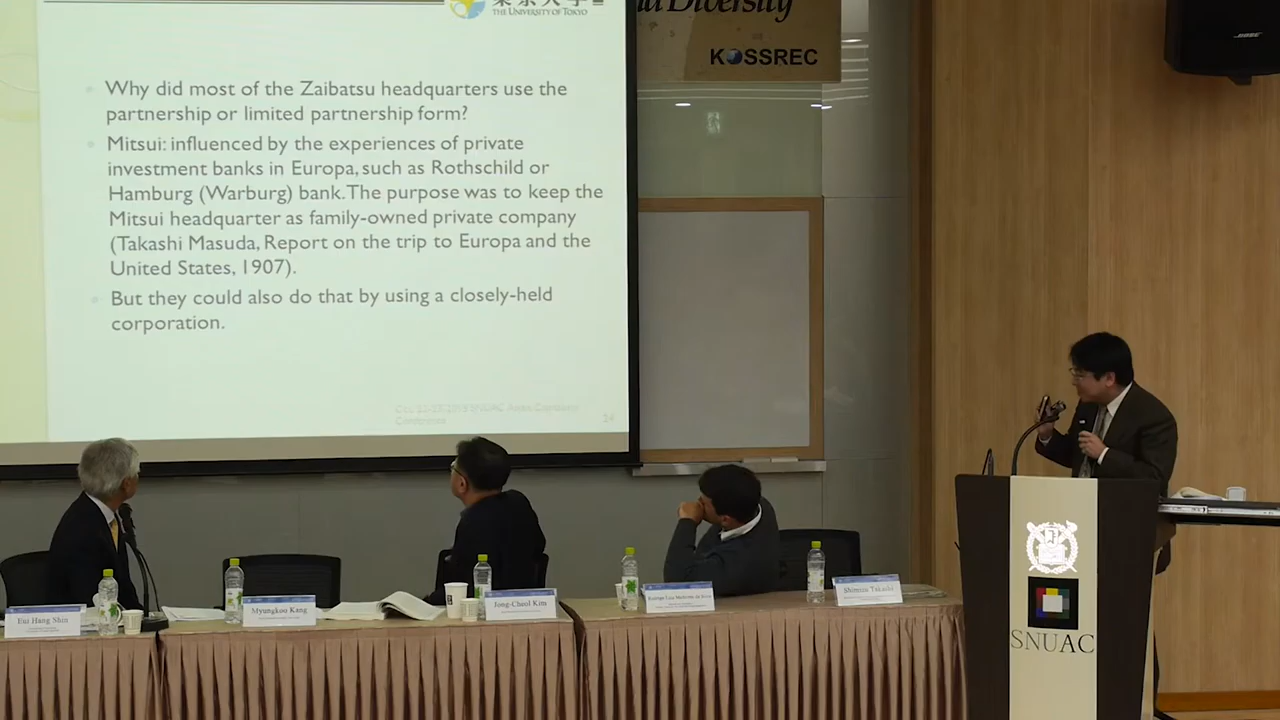 東京大学
THE UNIVERSITY OF TOKYO
Why did most of the Zaibatsu headquarters use the
partnership or limited partnership form?
Mitsui: influenced by the experiences of private
investment banks in Europa, such as Rothschild or
Hamburg (Warburg) bank. The purpose was to keep the
Mitsui headquarter as family-owned private company
(Takashi Masuda, Report on the trip to Europa and the
United States, 1907).
But they could also do that by using a closely-held
corporation.
24
Diversity
KOSSREC
BOSE
Eui Hang Shin
Myungkoo Kang
Jong-Cheol Kim
Shimizu Takashi
SNUAC